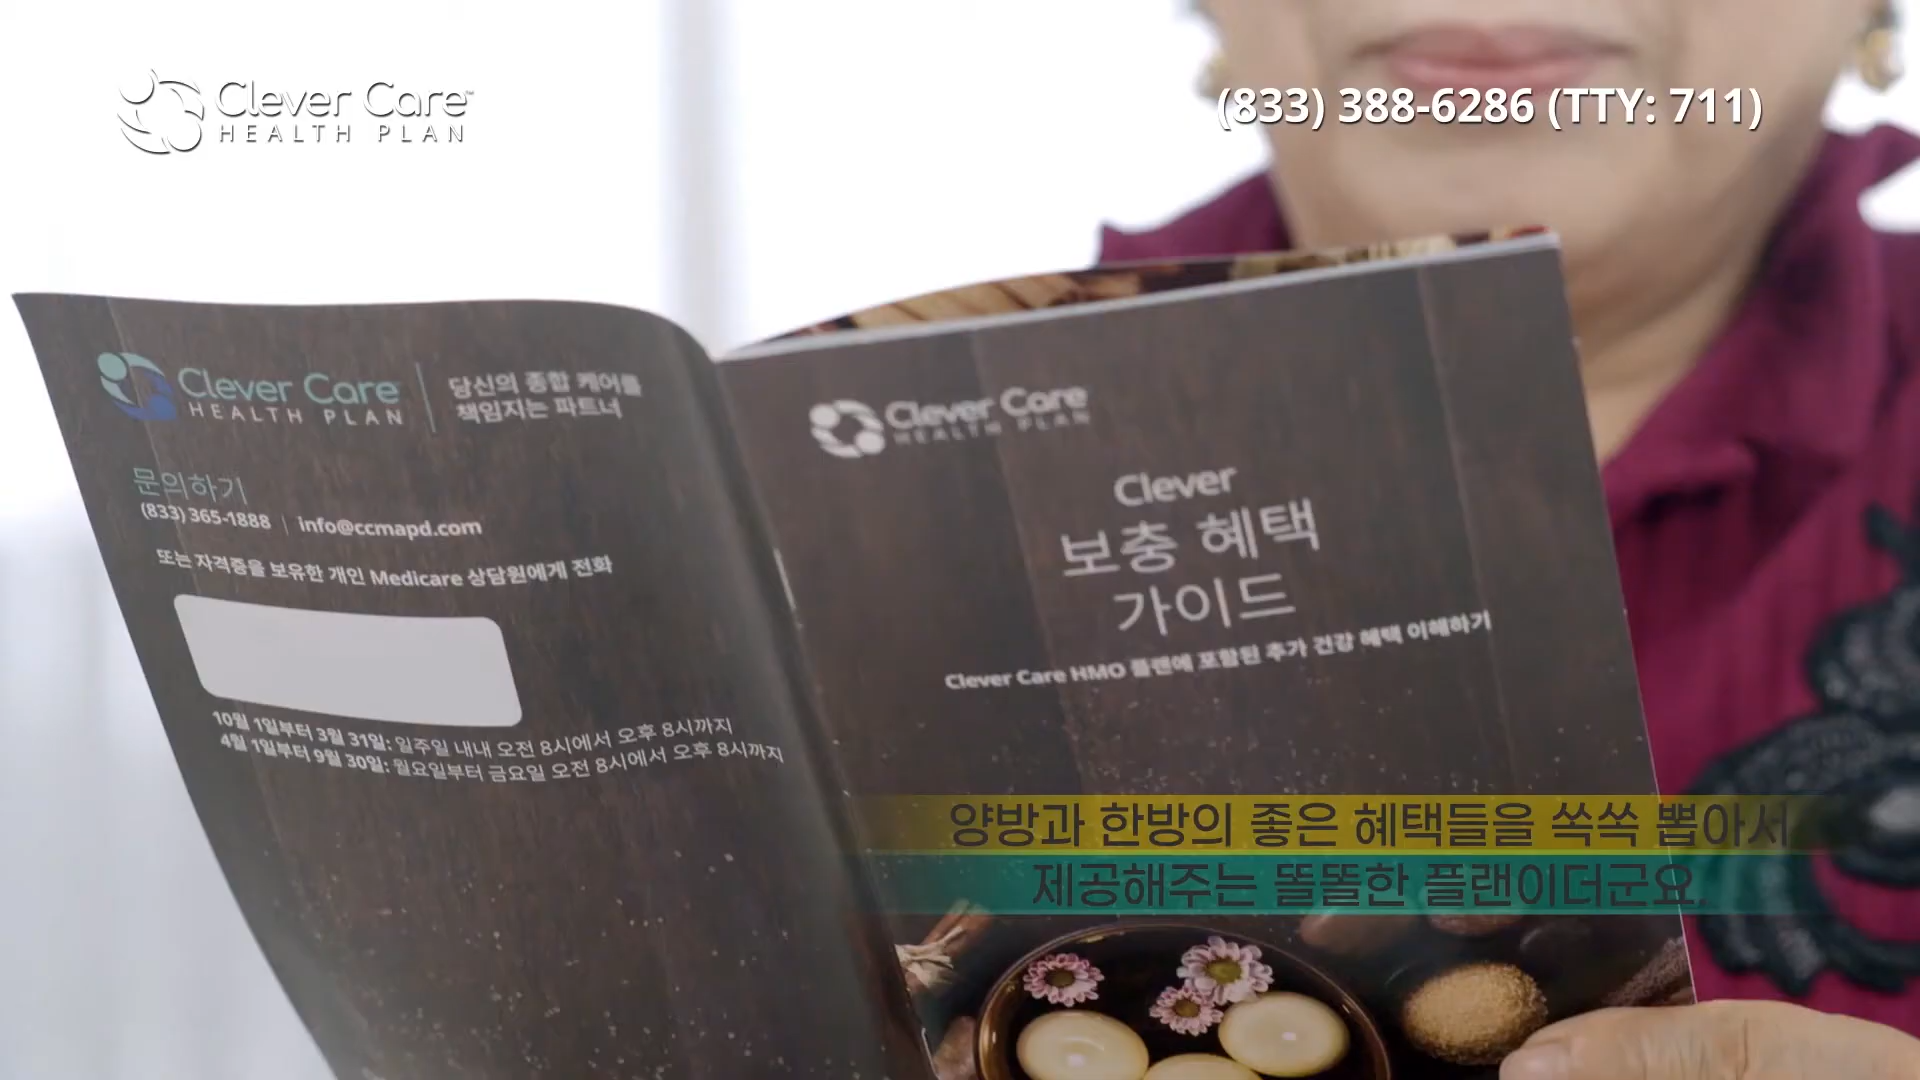 Clever Care™
HEALTH PLAN
(833) 388-6286 (TTY: 711)
Clever Care
HEALTH PLAN
당신의 종합 케어를
책임지는 파트너
문의하기
(833) 365-1888 | info@ccmapd.com
또는 자격증을 보유한 개인 Medicare 상담원에게 전화
10월 1일부터 3월 31일: 일주일 내내 오전 8시에서 오후 8시까지
4월 1일부터 9월 30일: 월요일부터 금요일 오전 8시에서 오후 8시까지
Clever Care
HEALTH PLAN
Clever
보충 혜택
가이드
Clever Care HMO 플랜에 포함된 추가 건강 혜택 이해하기
양방과 한방의 좋은 혜택들을 쏙쏙 뽑아서
제공해주는 똘똘한 플랜이더군요.